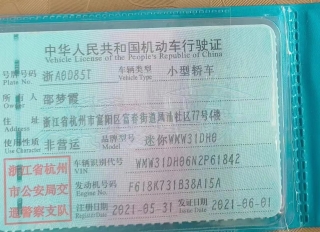 中华人民共和国机动车行驶证
Vehicle License of the People's Republic of China
号牌号码 浙A0D85T 车辆类型 小型轿车
Plate No. Vehicle Type
所有人 邵梦霞
Owner
住址 浙江省杭州市富阳区富春街道凤浦社区77号4幢
Address
使用性质 非营运 品牌型号 迷你WMW31DH0
Use Character Model
浙江省杭州市公安局交通警察支队
车辆识别代号 WMW31DH06N2P61842
VIN
发动机号码 F618K731B38A15A
Engine No.
注册日期 2021-05-31 发证日期 2021-06-01
Register Date Issue Date